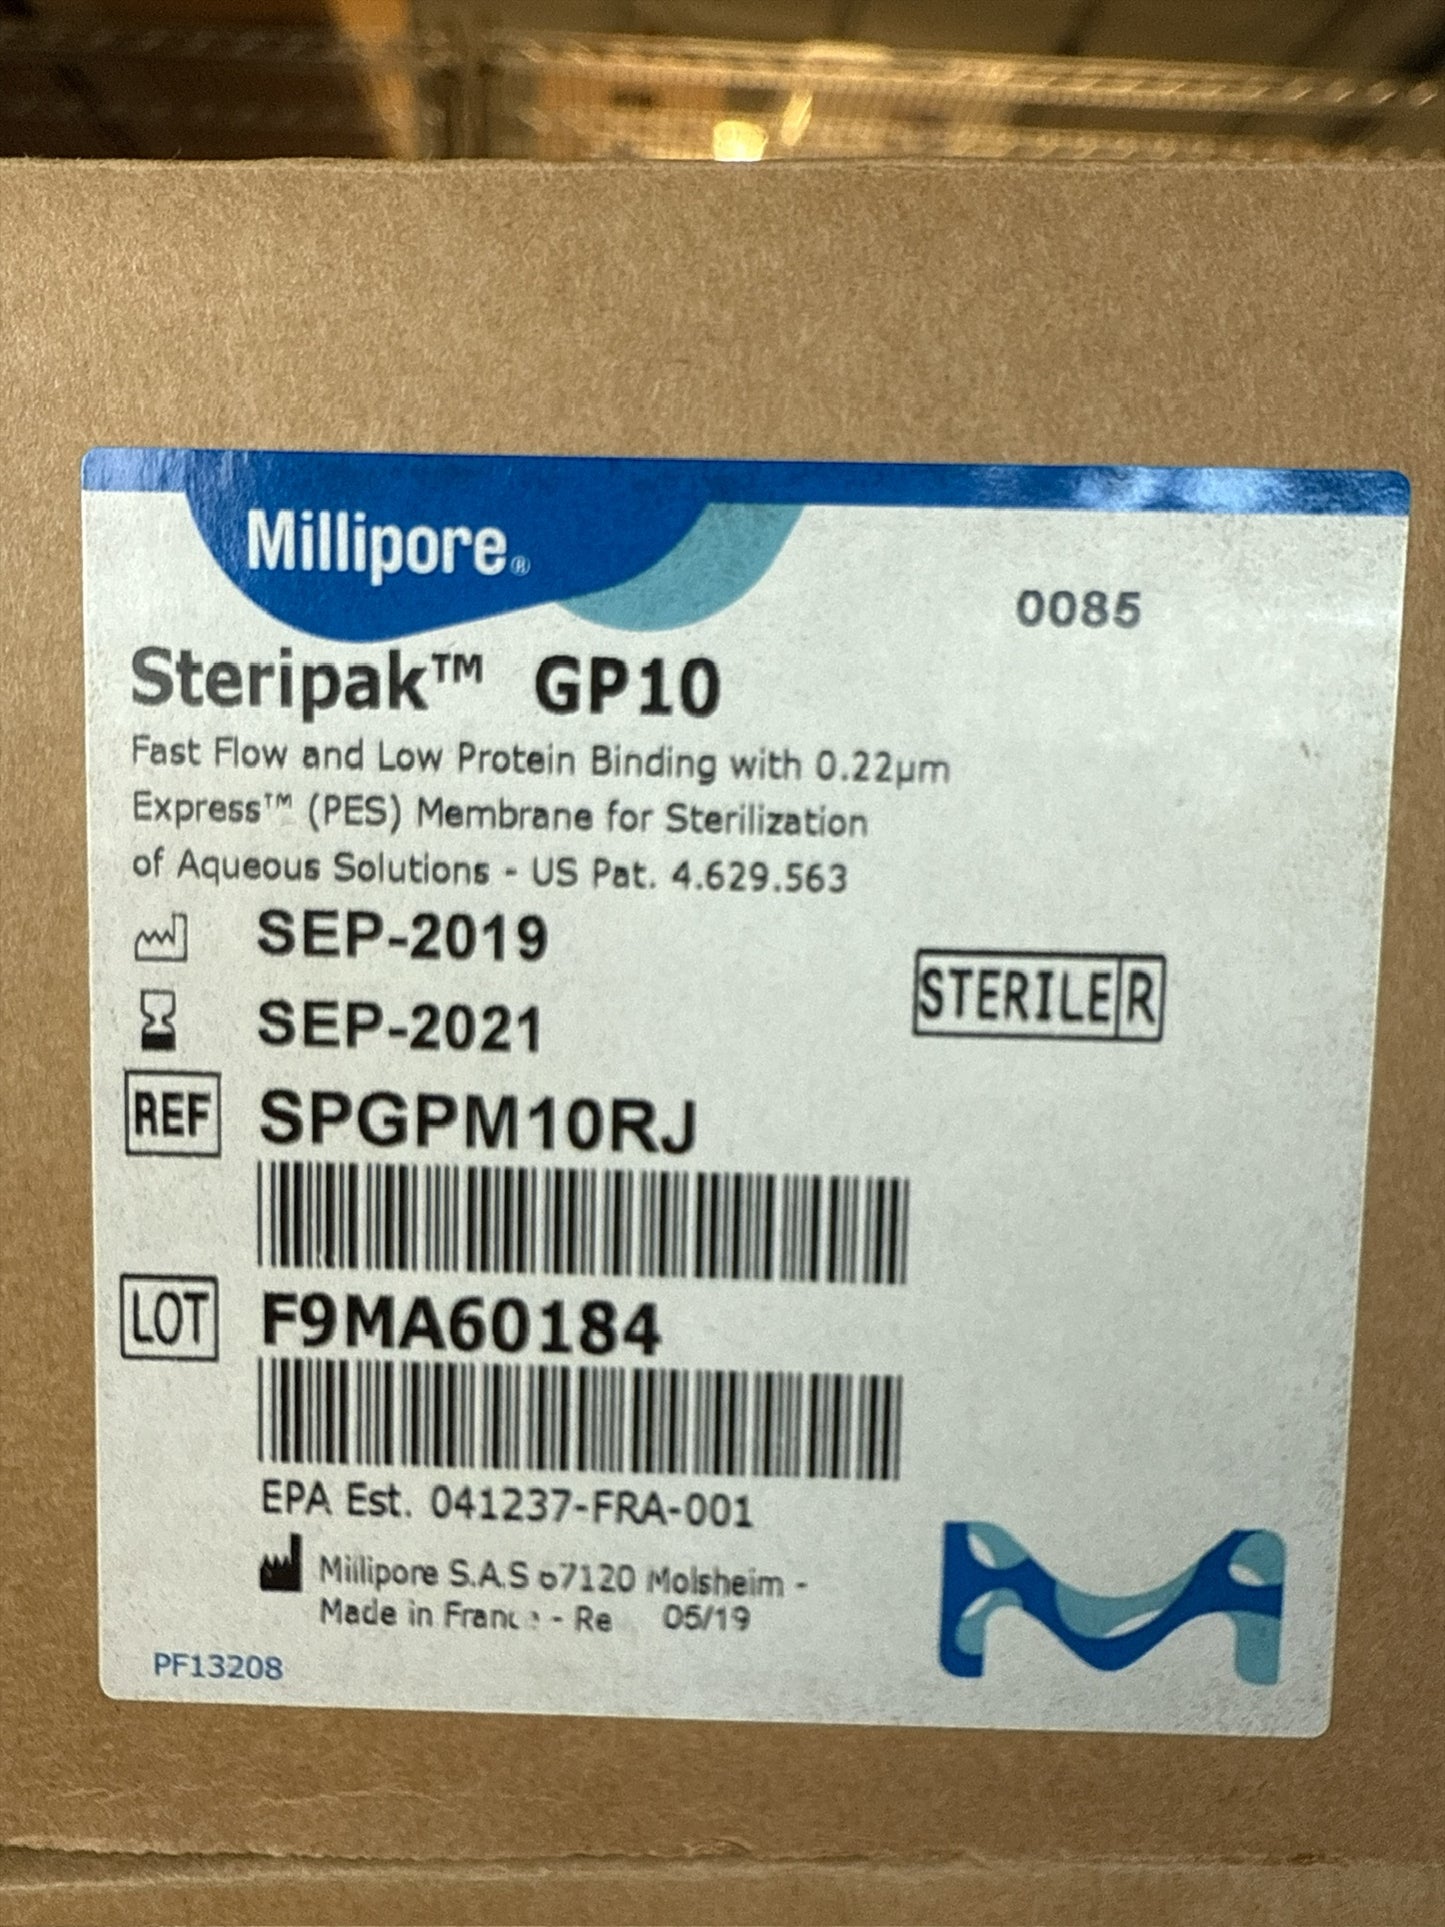 Millipore®
0085
Steripak™ GP10
Fast Flow and Low Protein Binding with 0.22µm
Express™ (PES) Membrane for Sterilization
of Aqueous Solutions - US Pat. 4.629.563
SEP-2019
STERILE R
SEP-2021
REF SPGPM10RJ
LOT F9MA60184
EPA Est. 041237-FRA-001
Millipore S.A.S 67120 Molsheim -
Made in France - Re 05/19
PF13208